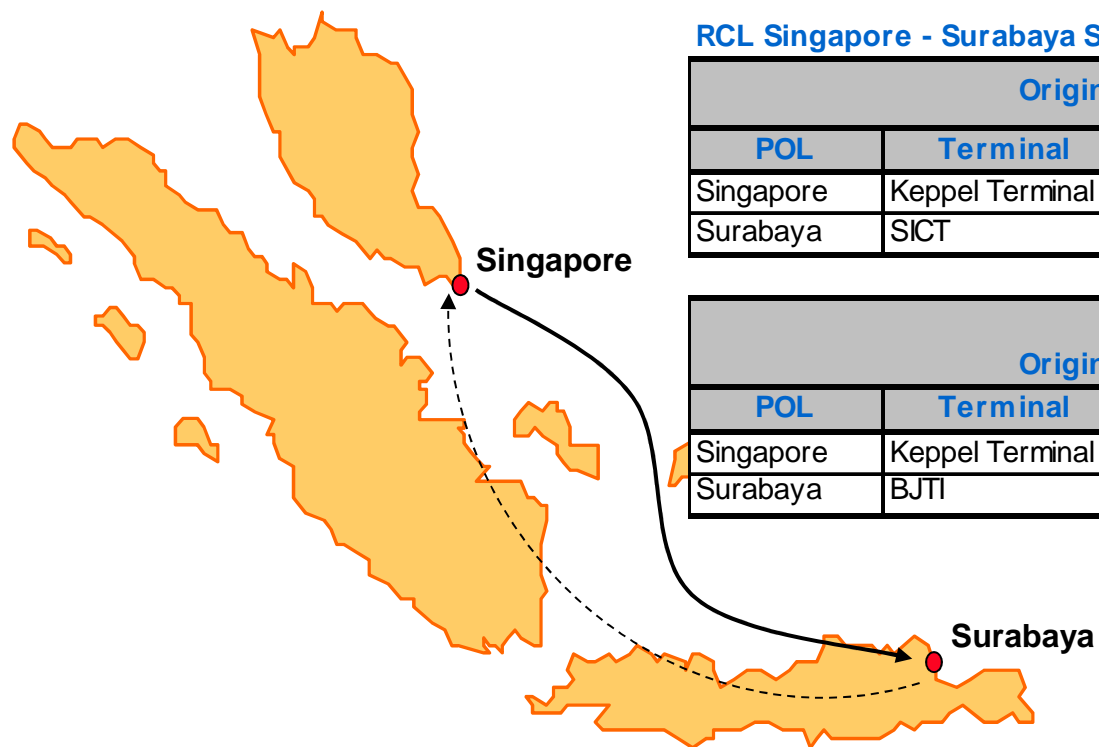 RCL Singapore - Surabaya S
Origin
POL Terminal
Singapore Keppel Terminal
Surabaya SICT
Singapore
Origin
POL Terminal
Singapore Keppel Terminal
Surabaya BJTI
Surabaya